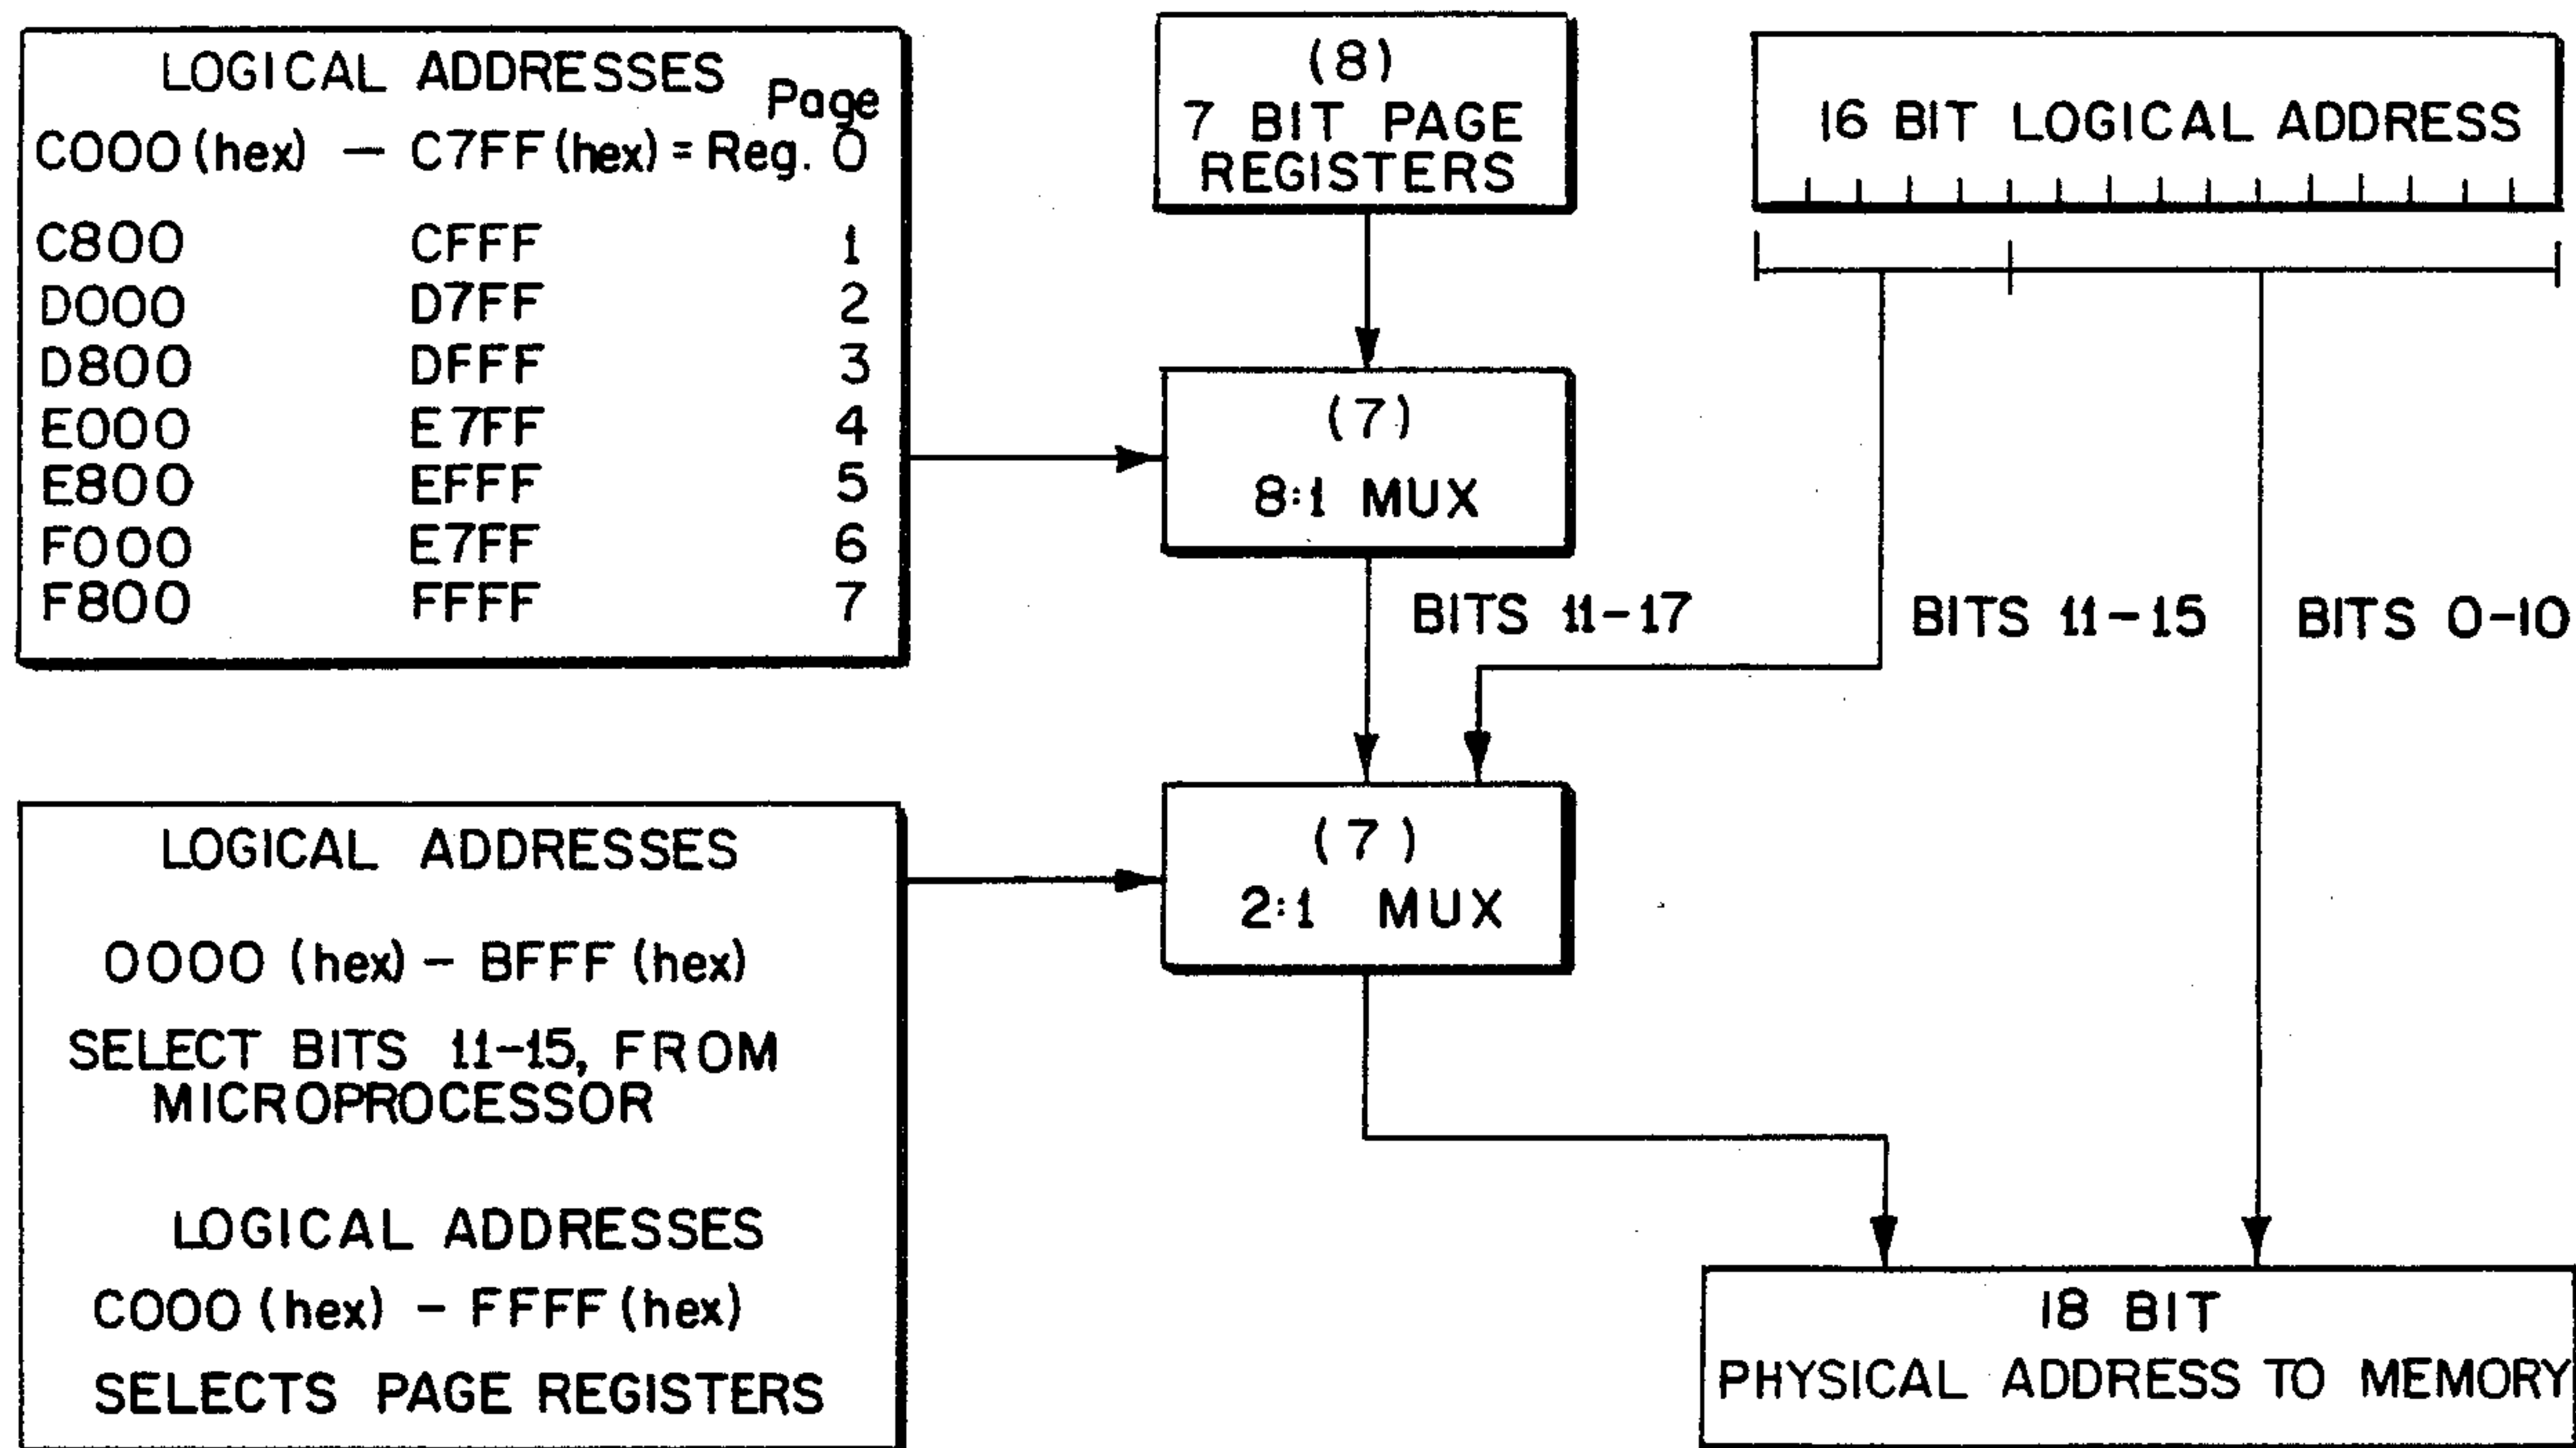 LOGICAL ADDRESSES
Page
C000 (hex) — C7FF (hex) = Reg. 0
C800 CFFF 1
D000 D7FF 2
D800 DFFF 3
E000 E7FF 4
E800 EFFF 5
F000 E7FF 6
F800 FFFF 7
(8)
7 BIT PAGE
REGISTERS
16 BIT LOGICAL ADDRESS
(7)
8:1 MUX
BITS 11-17
BITS 11-15
BITS 0-10
LOGICAL ADDRESSES
0000 (hex) - BFFF (hex)
SELECT BITS 11-15, FROM
MICROPROCESSOR
LOGICAL ADDRESSES
C000 (hex) - FFFF (hex)
SELECTS PAGE REGISTERS
(7)
2:1 MUX
18 BIT
PHYSICAL ADDRESS TO MEMORY